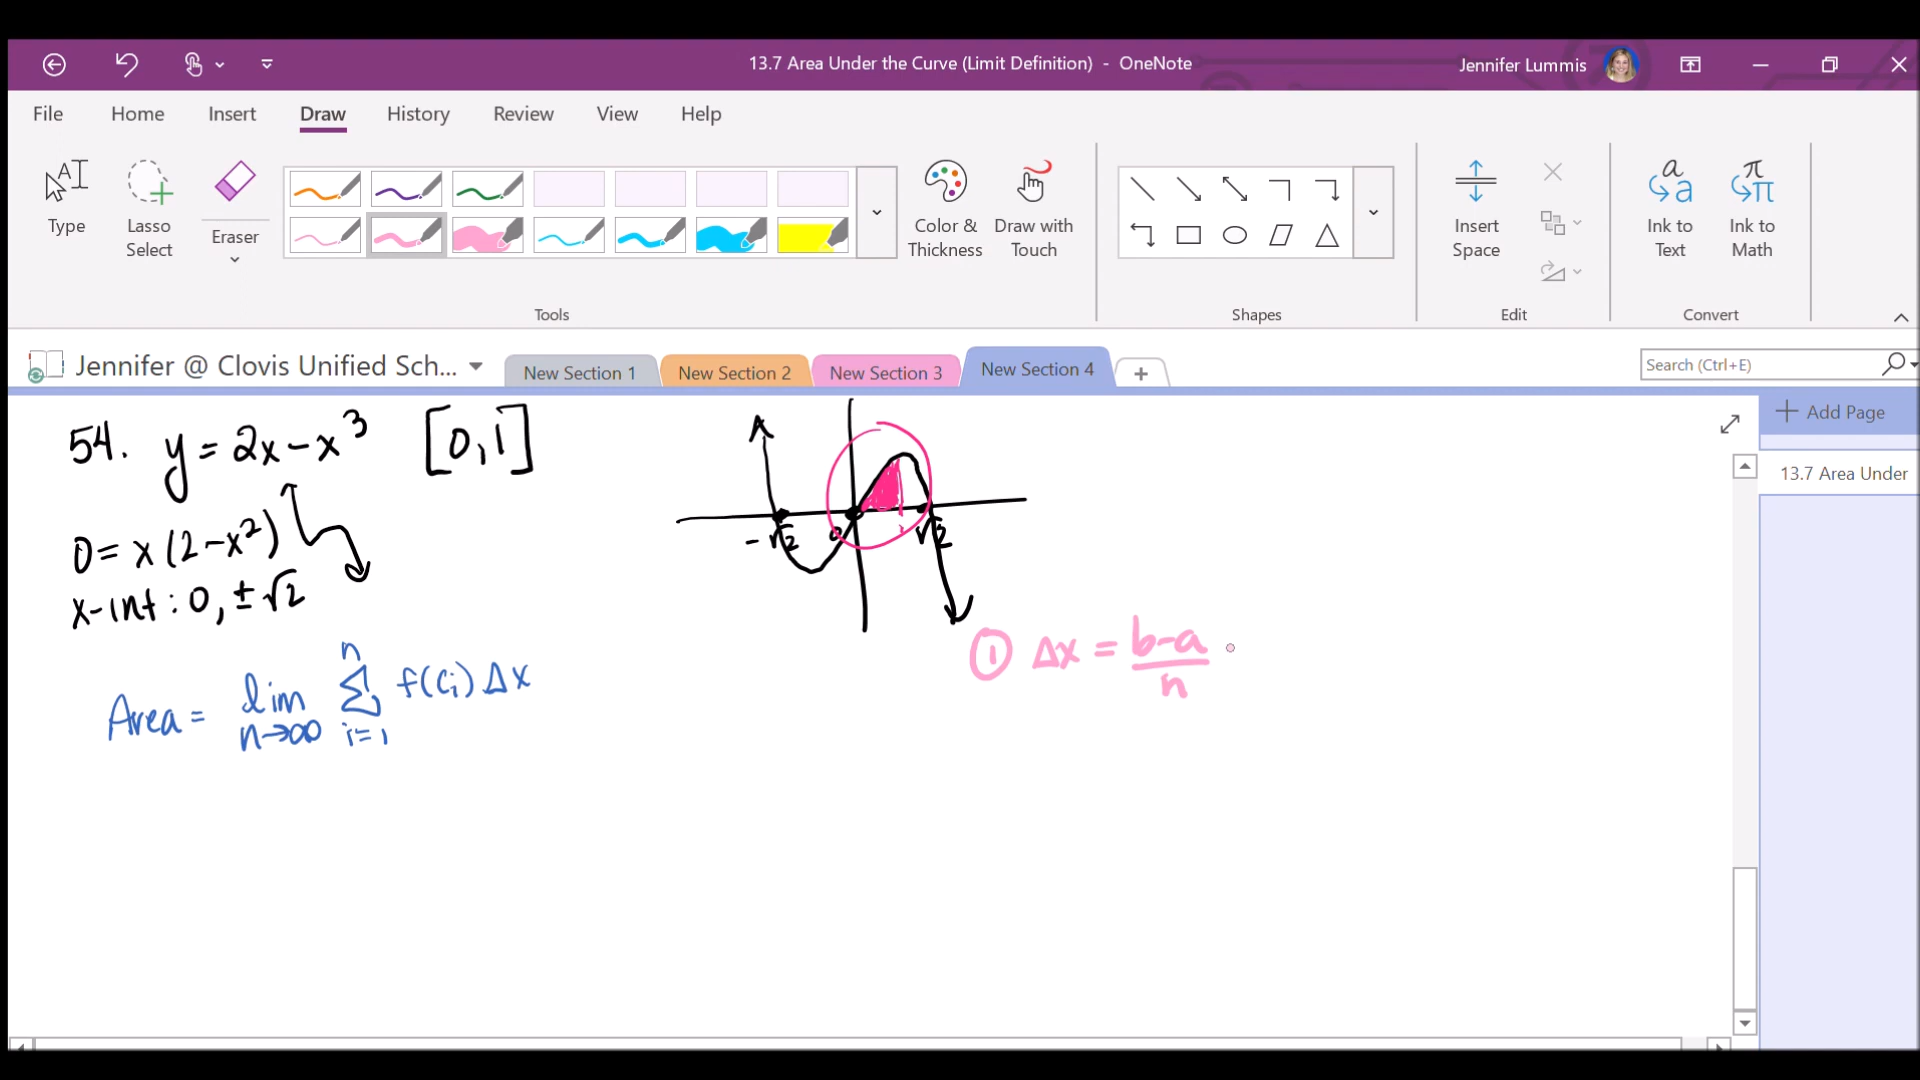 13.7 Area Under the Curve (Limit Definition) - OneNote
Jennifer Lummis
File Home Insert Draw History Review View Help
Type
Lasso Select
Eraser
Color & Thickness
Draw with Touch
Insert Space
Ink to Text
Ink to Math
Tools
Shapes
Edit
Convert
Jennifer @ Clovis Unified Sch...
New Section 1
New Section 2
New Section 3
New Section 4
+
Search (Ctrl+E)
Add Page
13.7 Area Under
54. y = 2x - x³ [0,1]
0 = x(2-x²)
x-int: 0, ±√2
-√2 0 √2
① Δx = b-a
n
Area = lim n→∞ n Σ i=1 f(cᵢ) Δx